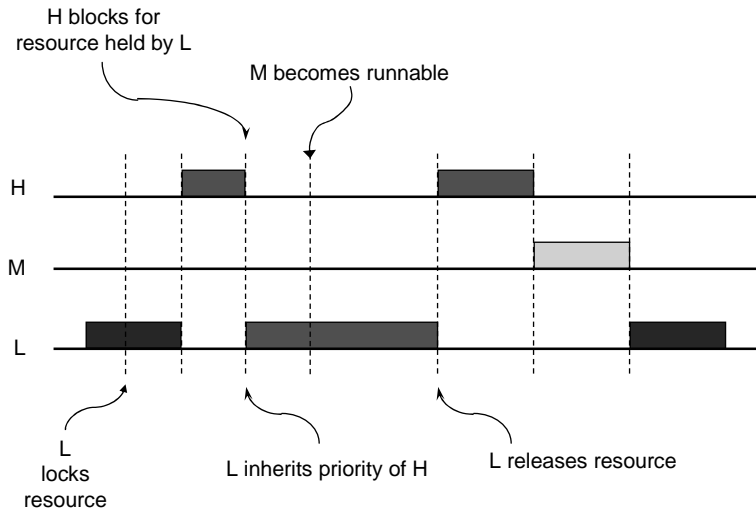 H blocks for
resource held by L
M becomes runnable
H
M
L
L
locks
resource
L inherits priority of H
L releases resource